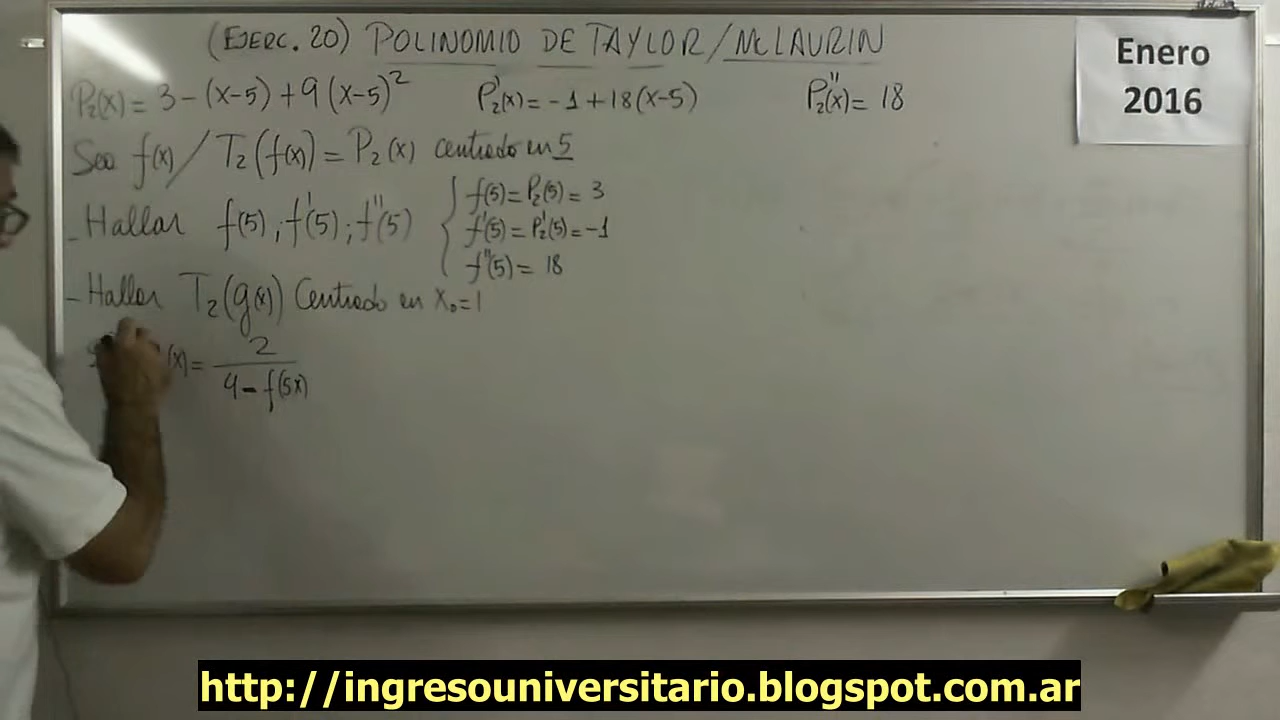 (EJERC. 20) POLINOMIO DE TAYLOR/MCLAURIN
Enero
2016
P₂(x) = 3 - (x-5) + 9(x-5)² P₂'(x) = -1 + 18(x-5) P₂''(x) = 18
Sea f(x) / T₂(f(x)) = P₂(x) centrado en 5
- Hallar f(5), f'(5); f''(5)
f(5) = P₂(5) = 3
f'(5) = P₂'(5) = -1
f''(5) = 18
- Hallar T₂(g(x)) Centrado en x₀=1
(x) = 2 / (4 - f(5x))
http://ingresouniversitario.blogspot.com.ar